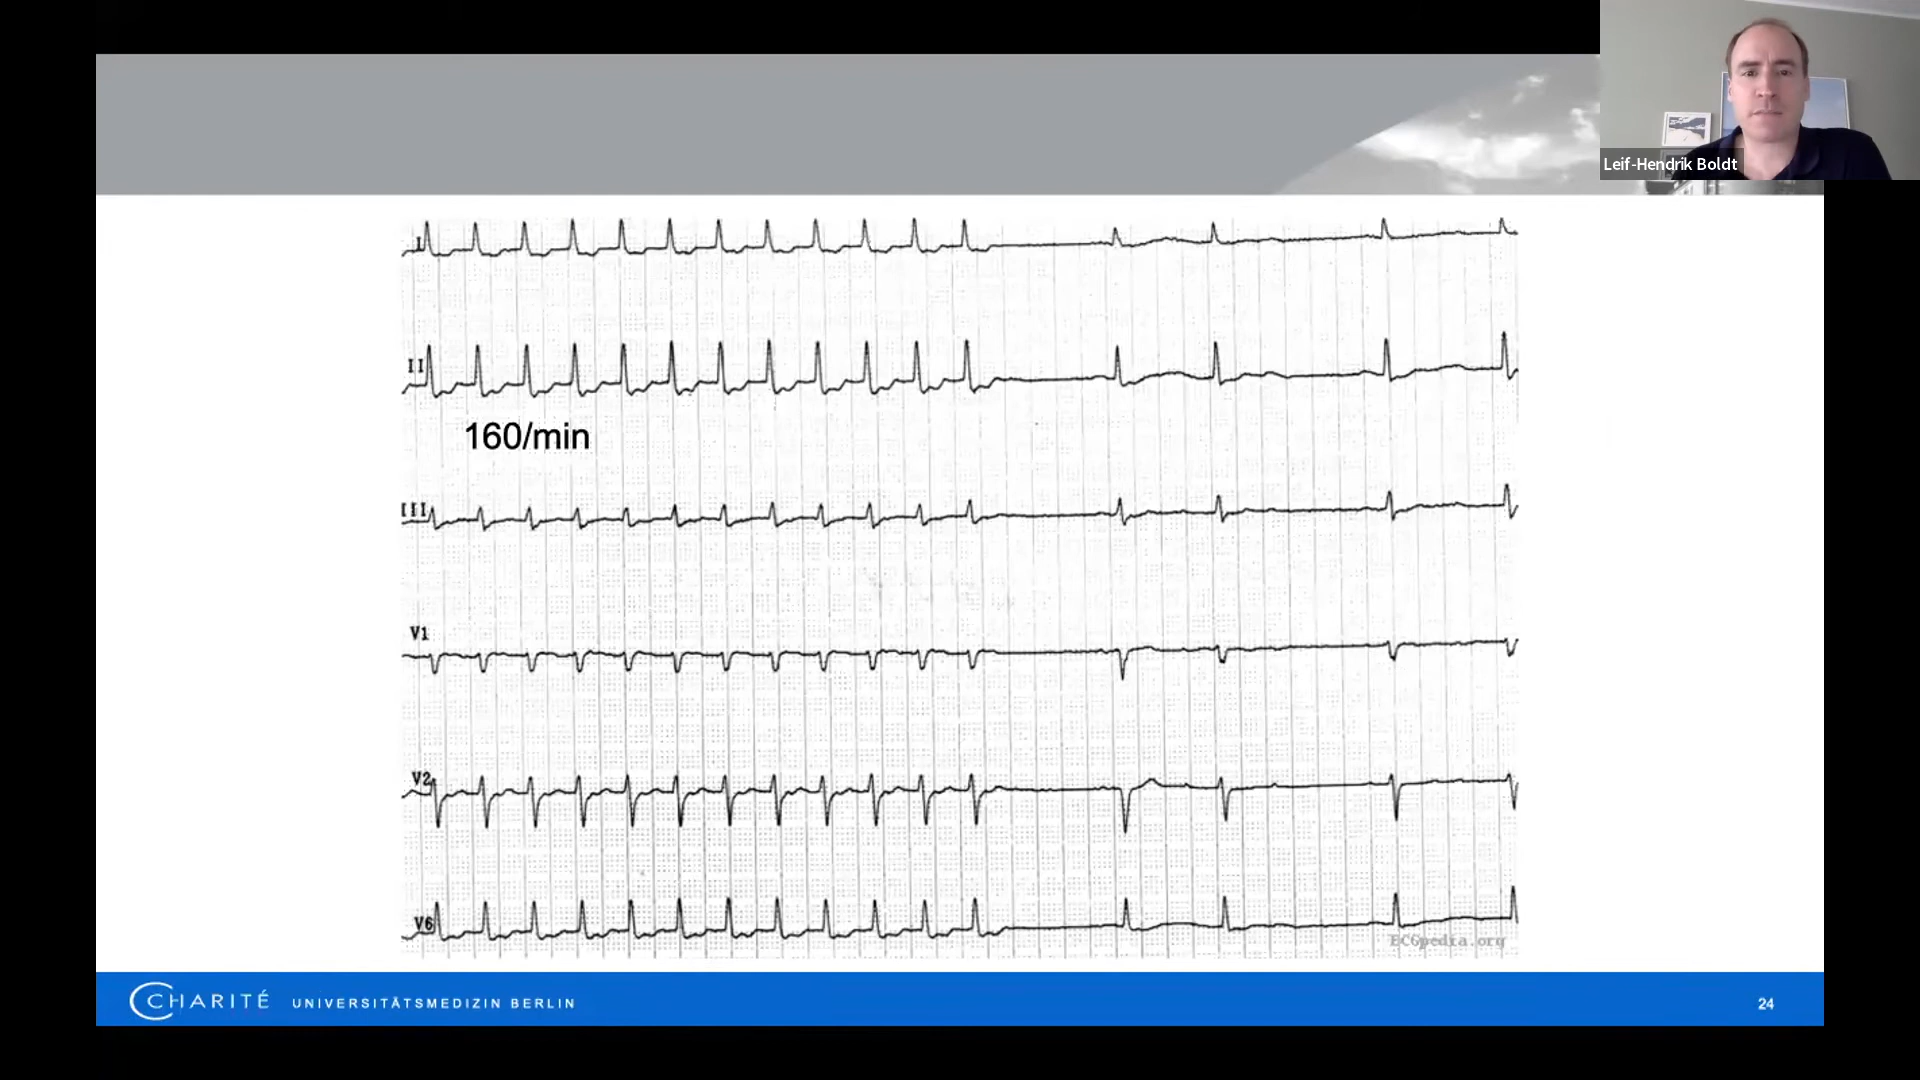 Leif-Hendrik Boldt
I
II
160/min
III
V1
V2
V6
ECGpedia.org
CHARITÉ UNIVERSITÄTSMEDIZIN BERLIN
24